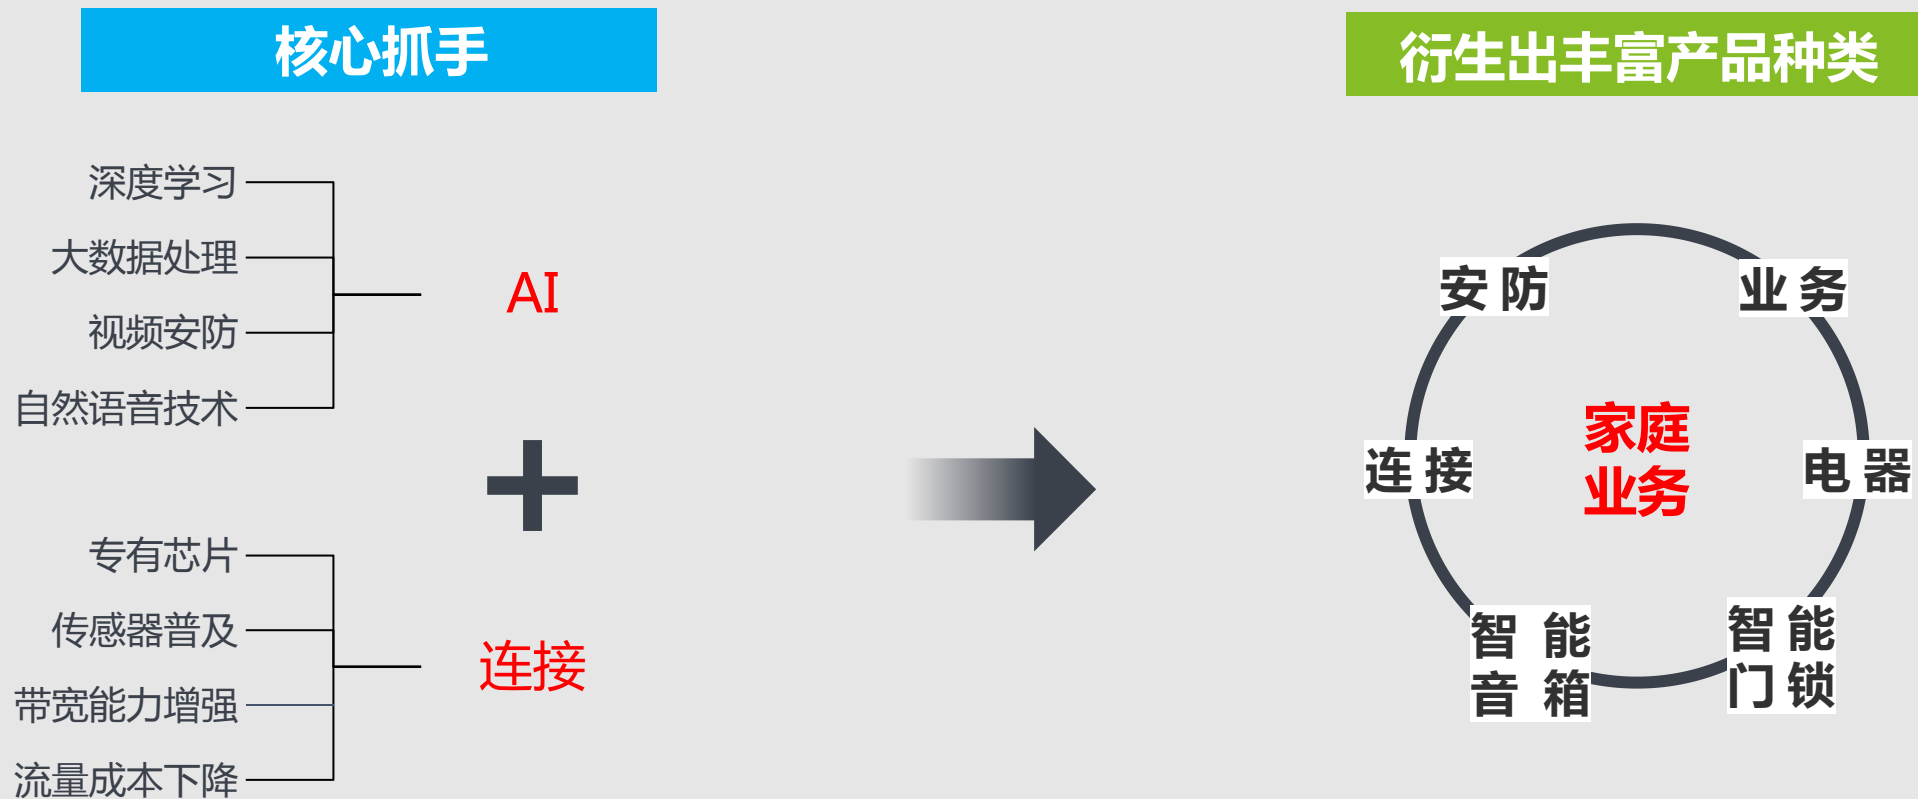 核心抓手
衍生出丰富产品种类
深度学习
大数据处理
视频安防
自然语音技术
AI
专有芯片
传感器普及
带宽能力增强
流量成本下降
连接
安 防
业 务
连 接
家庭
业务
电 器
智 能
音 箱
智 能
门 锁